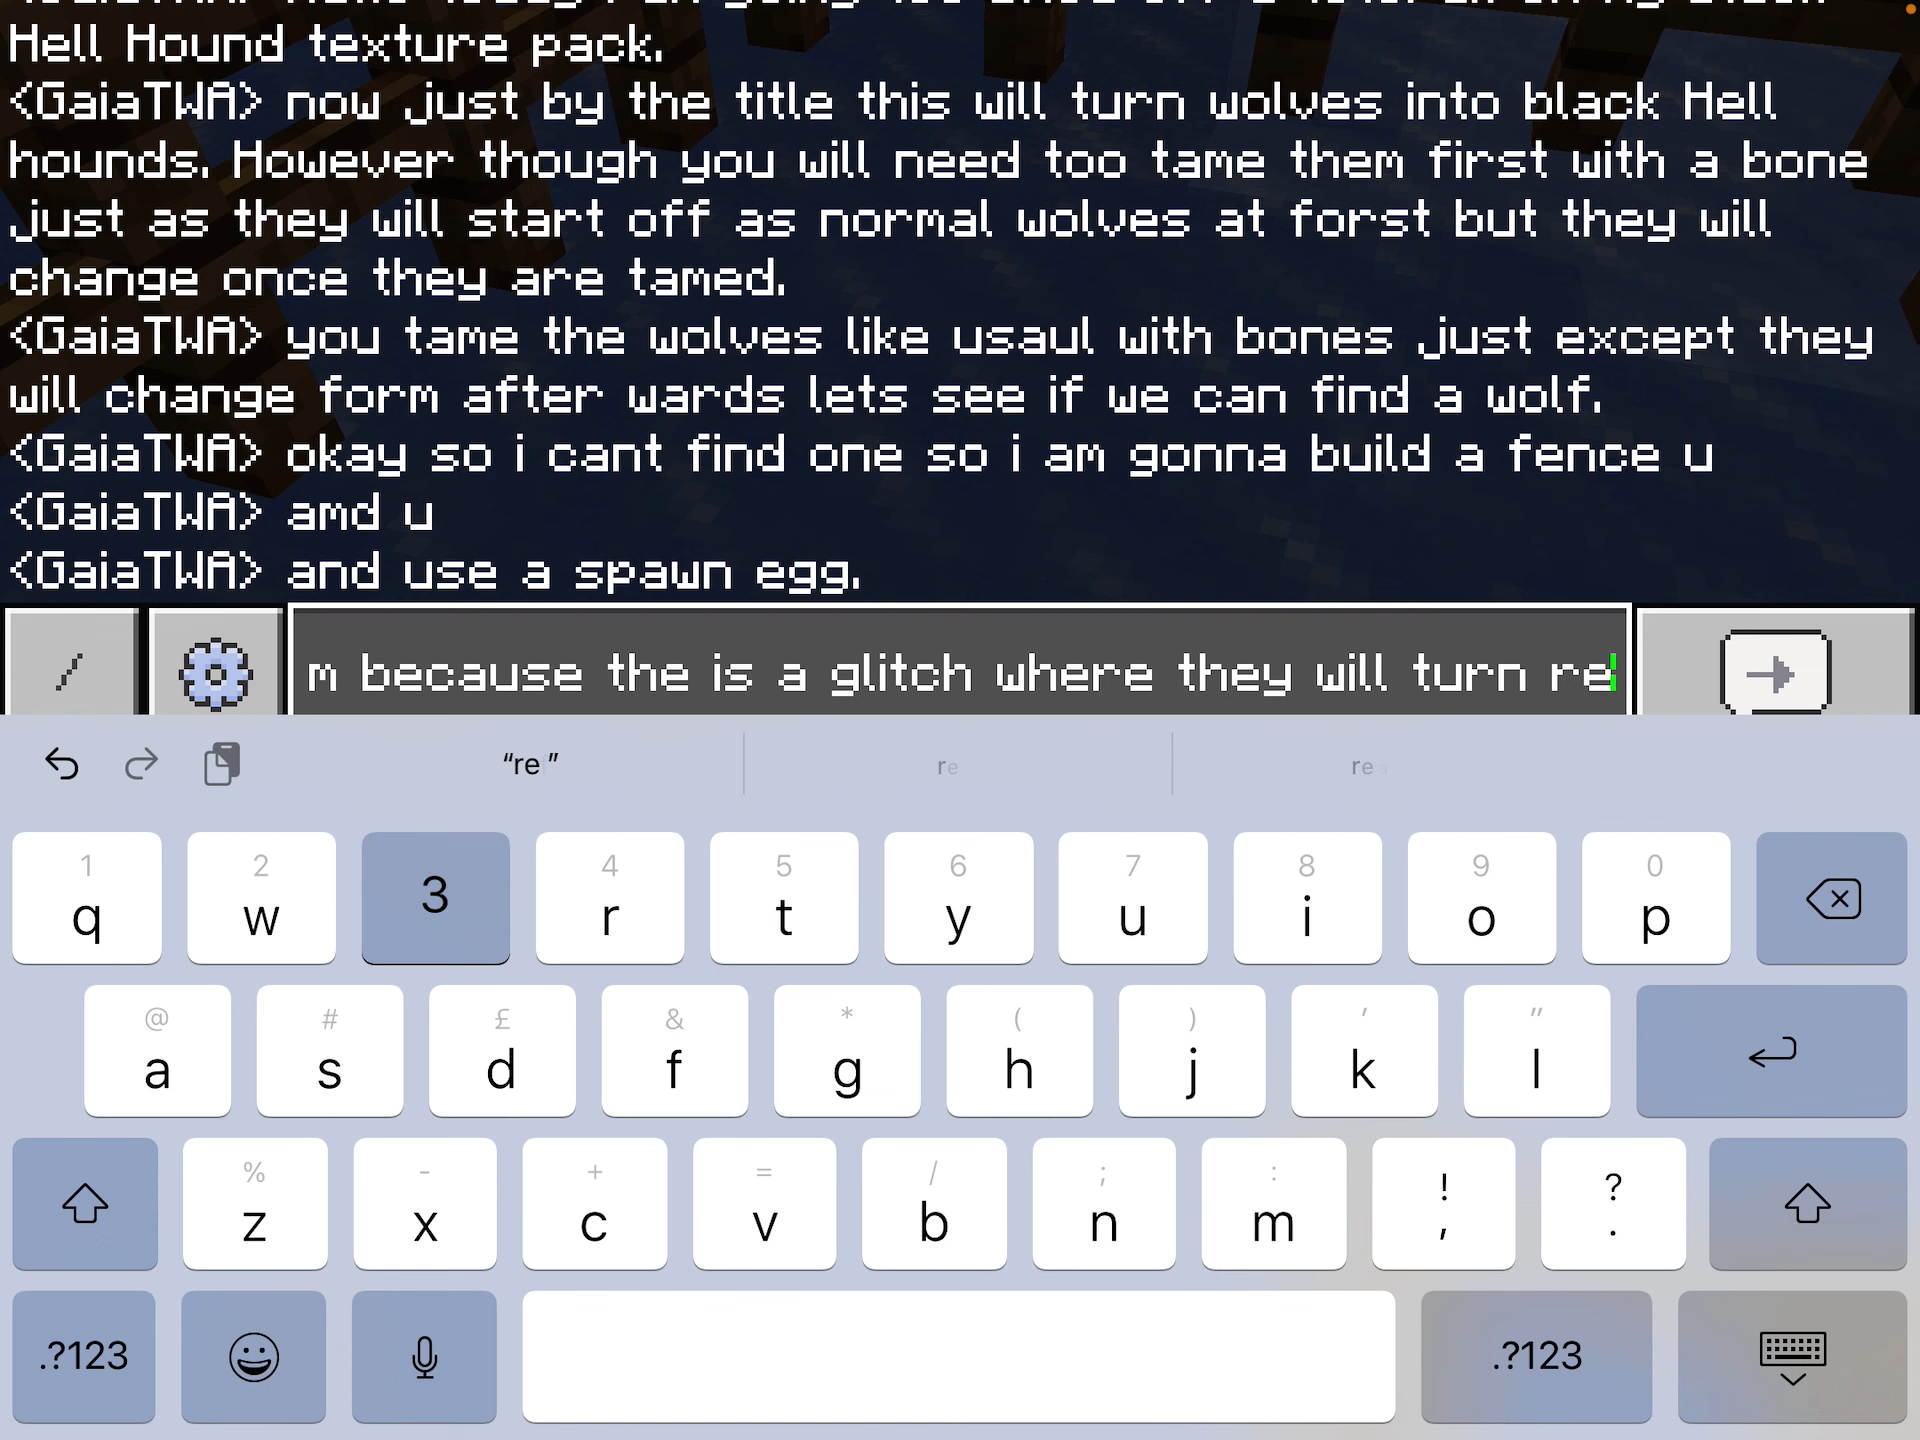 Hell Hound texture pack.
<GaiaTWA> now just by the title this will turn wolves into black Hell
hounds. However though you will need too tame them first with a bone
just as they will start off as normal wolves at forst but they will
change once they are tamed.
<GaiaTWA> you tame the wolves like usaul with bones just except they
will change form after wards lets see if we can find a wolf.
<GaiaTWA> okay so i cant find one so i am gonna build a fence u
<GaiaTWA> amd u
<GaiaTWA> and use a spawn egg.
/ m because the is a glitch where they will turn re
“re ” re re
1 2 3 4 5 6 7 8 9 0
q w r t y u i o p
@ # £ & * ( ) ' "
a s d f g h j k l
% - + = / ; : ! ?
z x c v b n m , .
.?123 .?123